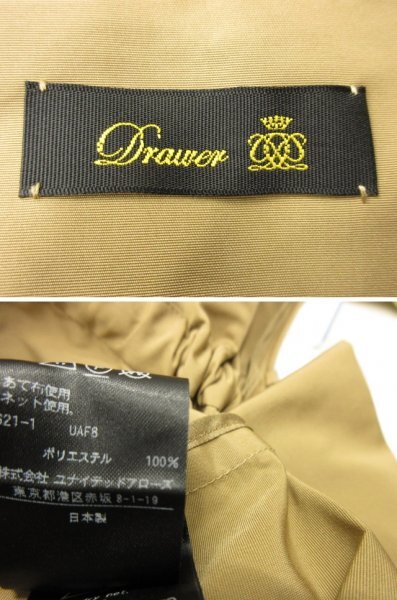 Drawer
あて布使用
ネット使用
S21-1 UAF8
ポリエステル 100%
株式会社 ユナイテッドアローズ
東京都港区赤坂 8-1-19
日本製